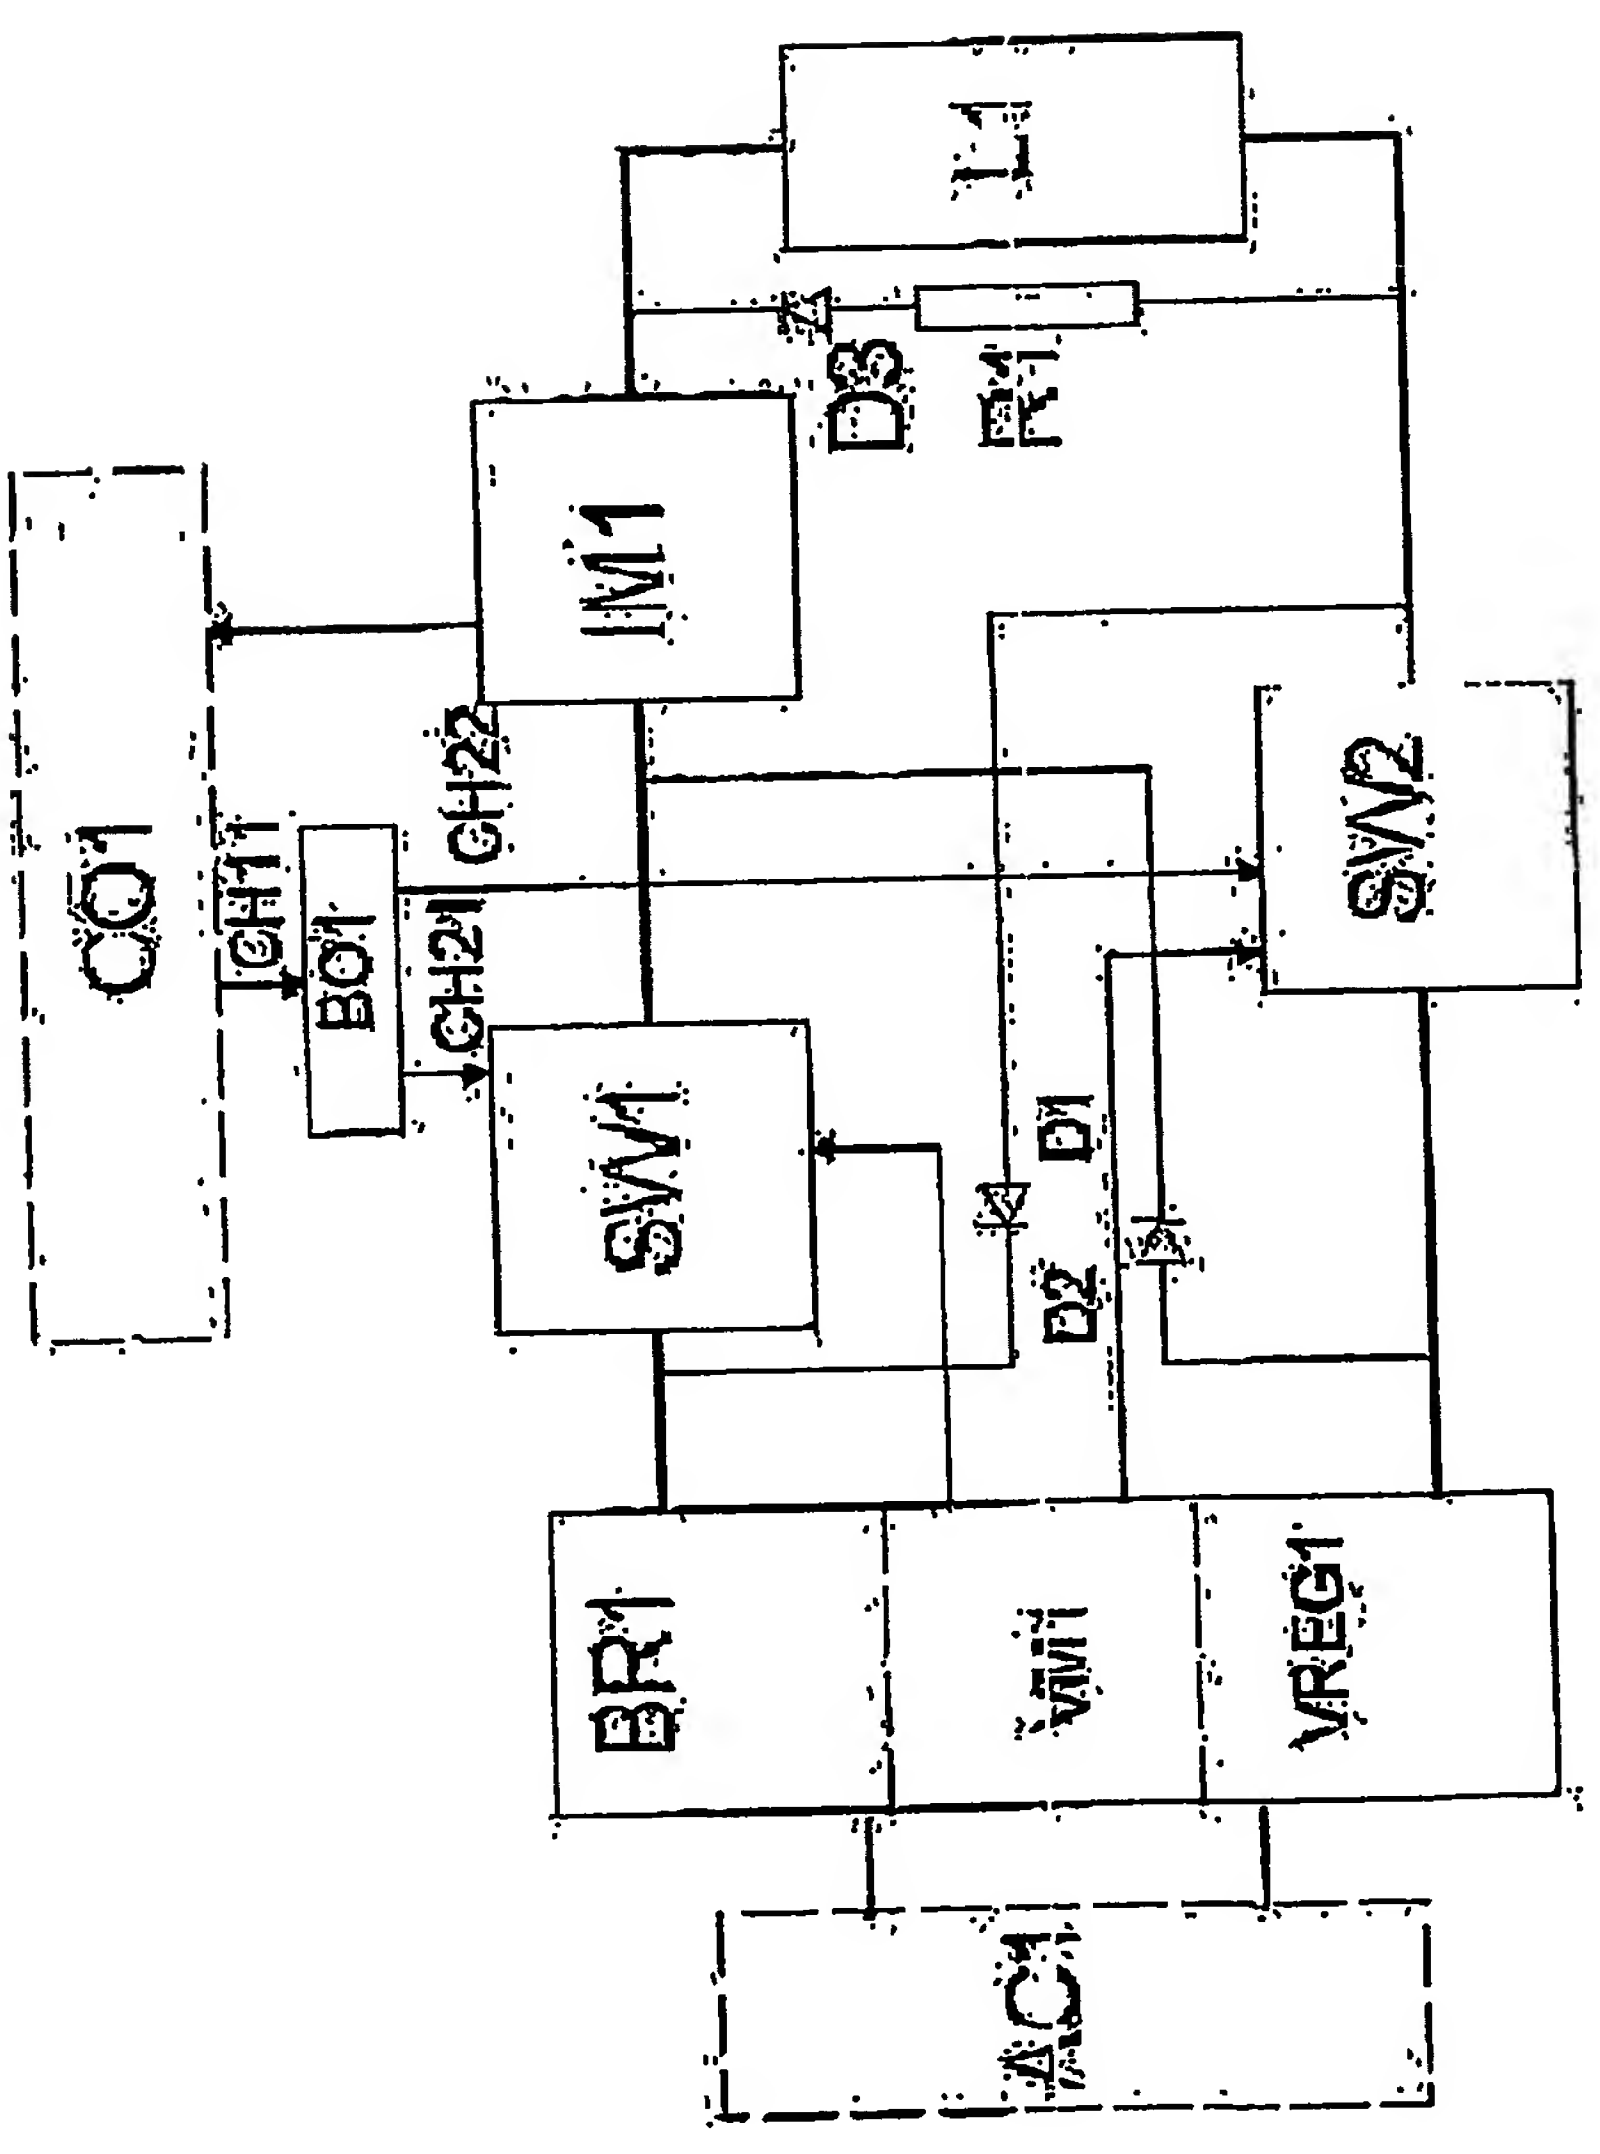 CO1
CH11
BO1
CH21
CH22
L1
D3
R1
IM1
SW1
SW2
D1
D2
BR1
VM1
VREG1
AC1